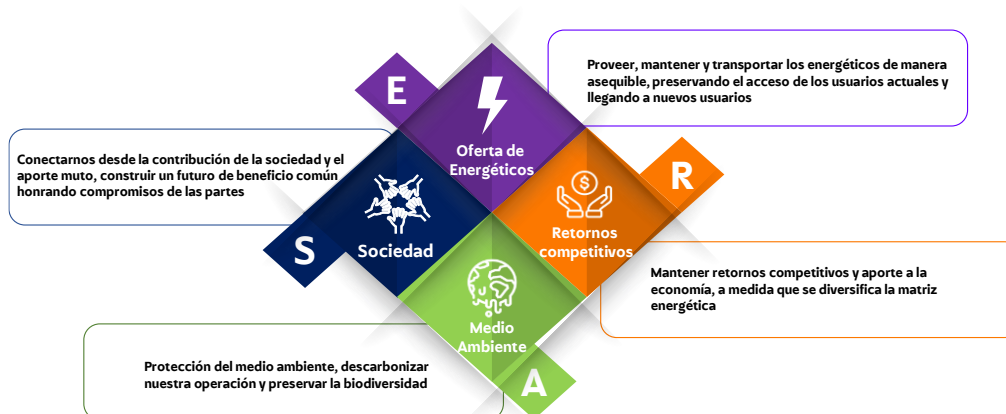 E
Oferta de
Energéticos
Proveer, mantener y transportar los energéticos de manera
asequible, preservando el acceso de los usuarios actuales y
llegando a nuevos usuarios
Conectarnos desde la contribución de la sociedad y el
aporte muto, construir un futuro de beneficio común
honrando compromisos de las partes
S
Sociedad
R
$
Retornos
competitivos
Mantener retornos competitivos y aporte a la
economía, a medida que se diversifica la matriz
energética
Medio
Ambiente
A
Protección del medio ambiente, descarbonizar
nuestra operación y preservar la biodiversidad